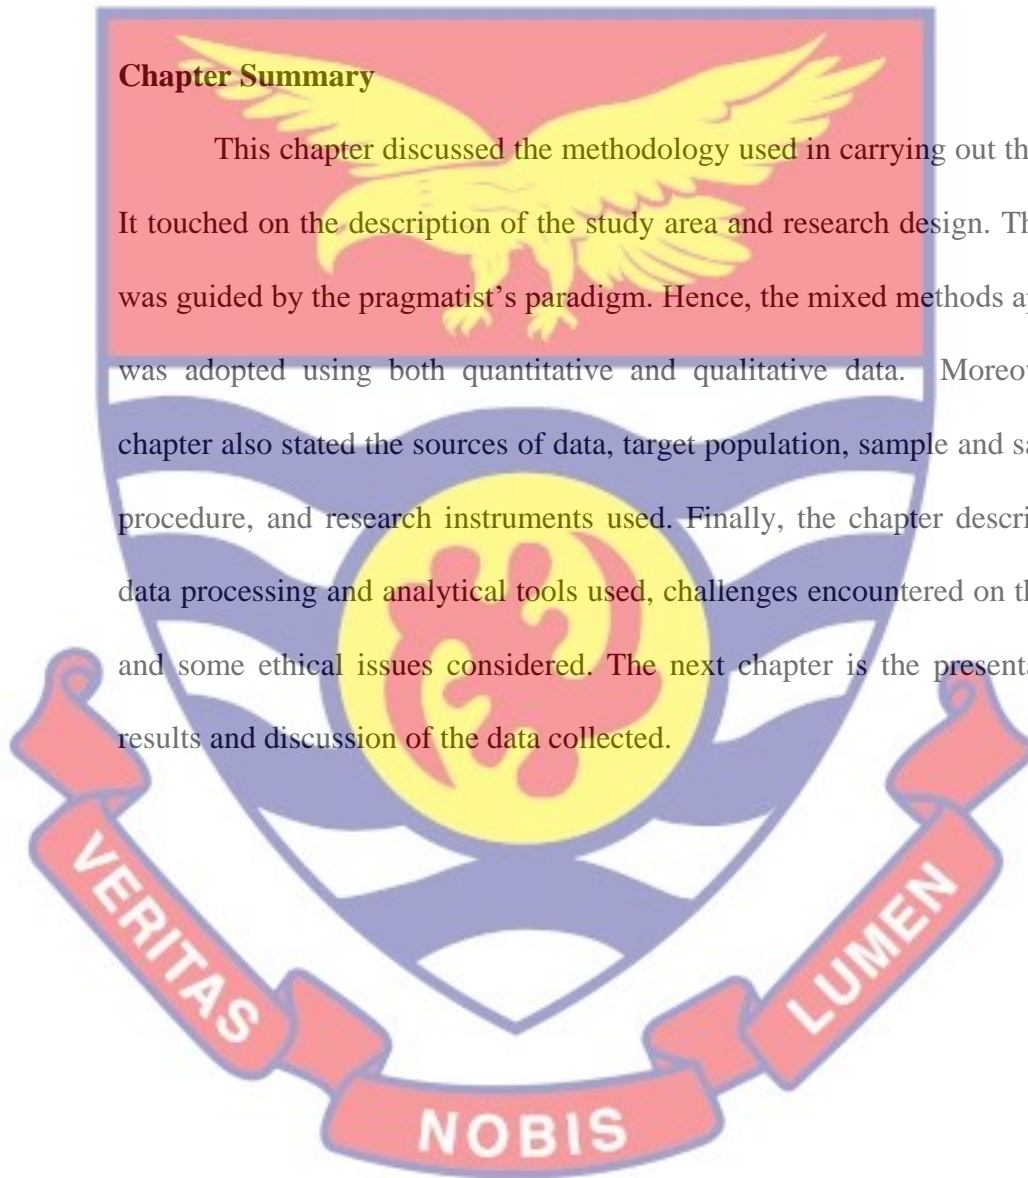 Chapter Summary
This chapter discussed the methodology used in carrying out th
It touched on the description of the study area and research design. Th
was guided by the pragmatist’s paradigm. Hence, the mixed methods ap
was adopted using both quantitative and qualitative data. Moreov
chapter also stated the sources of data, target population, sample and sa
procedure, and research instruments used. Finally, the chapter descri
data processing and analytical tools used, challenges encountered on th
and some ethical issues considered. The next chapter is the presenta
results and discussion of the data collected.
VERITAS
NOBIS
LUMEN